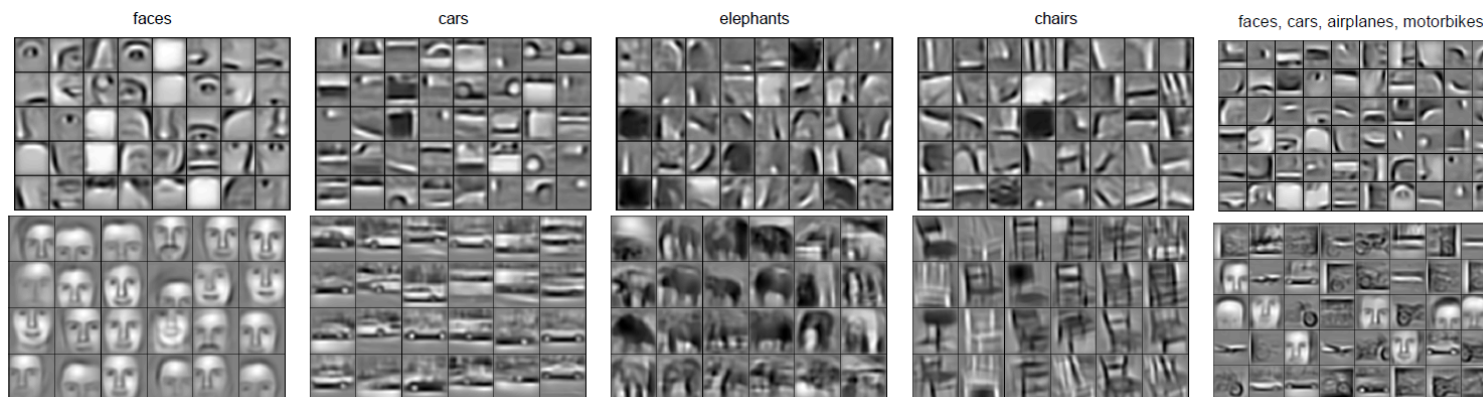 faces
cars
elephants
chairs
faces, cars, airplanes, motorbikes